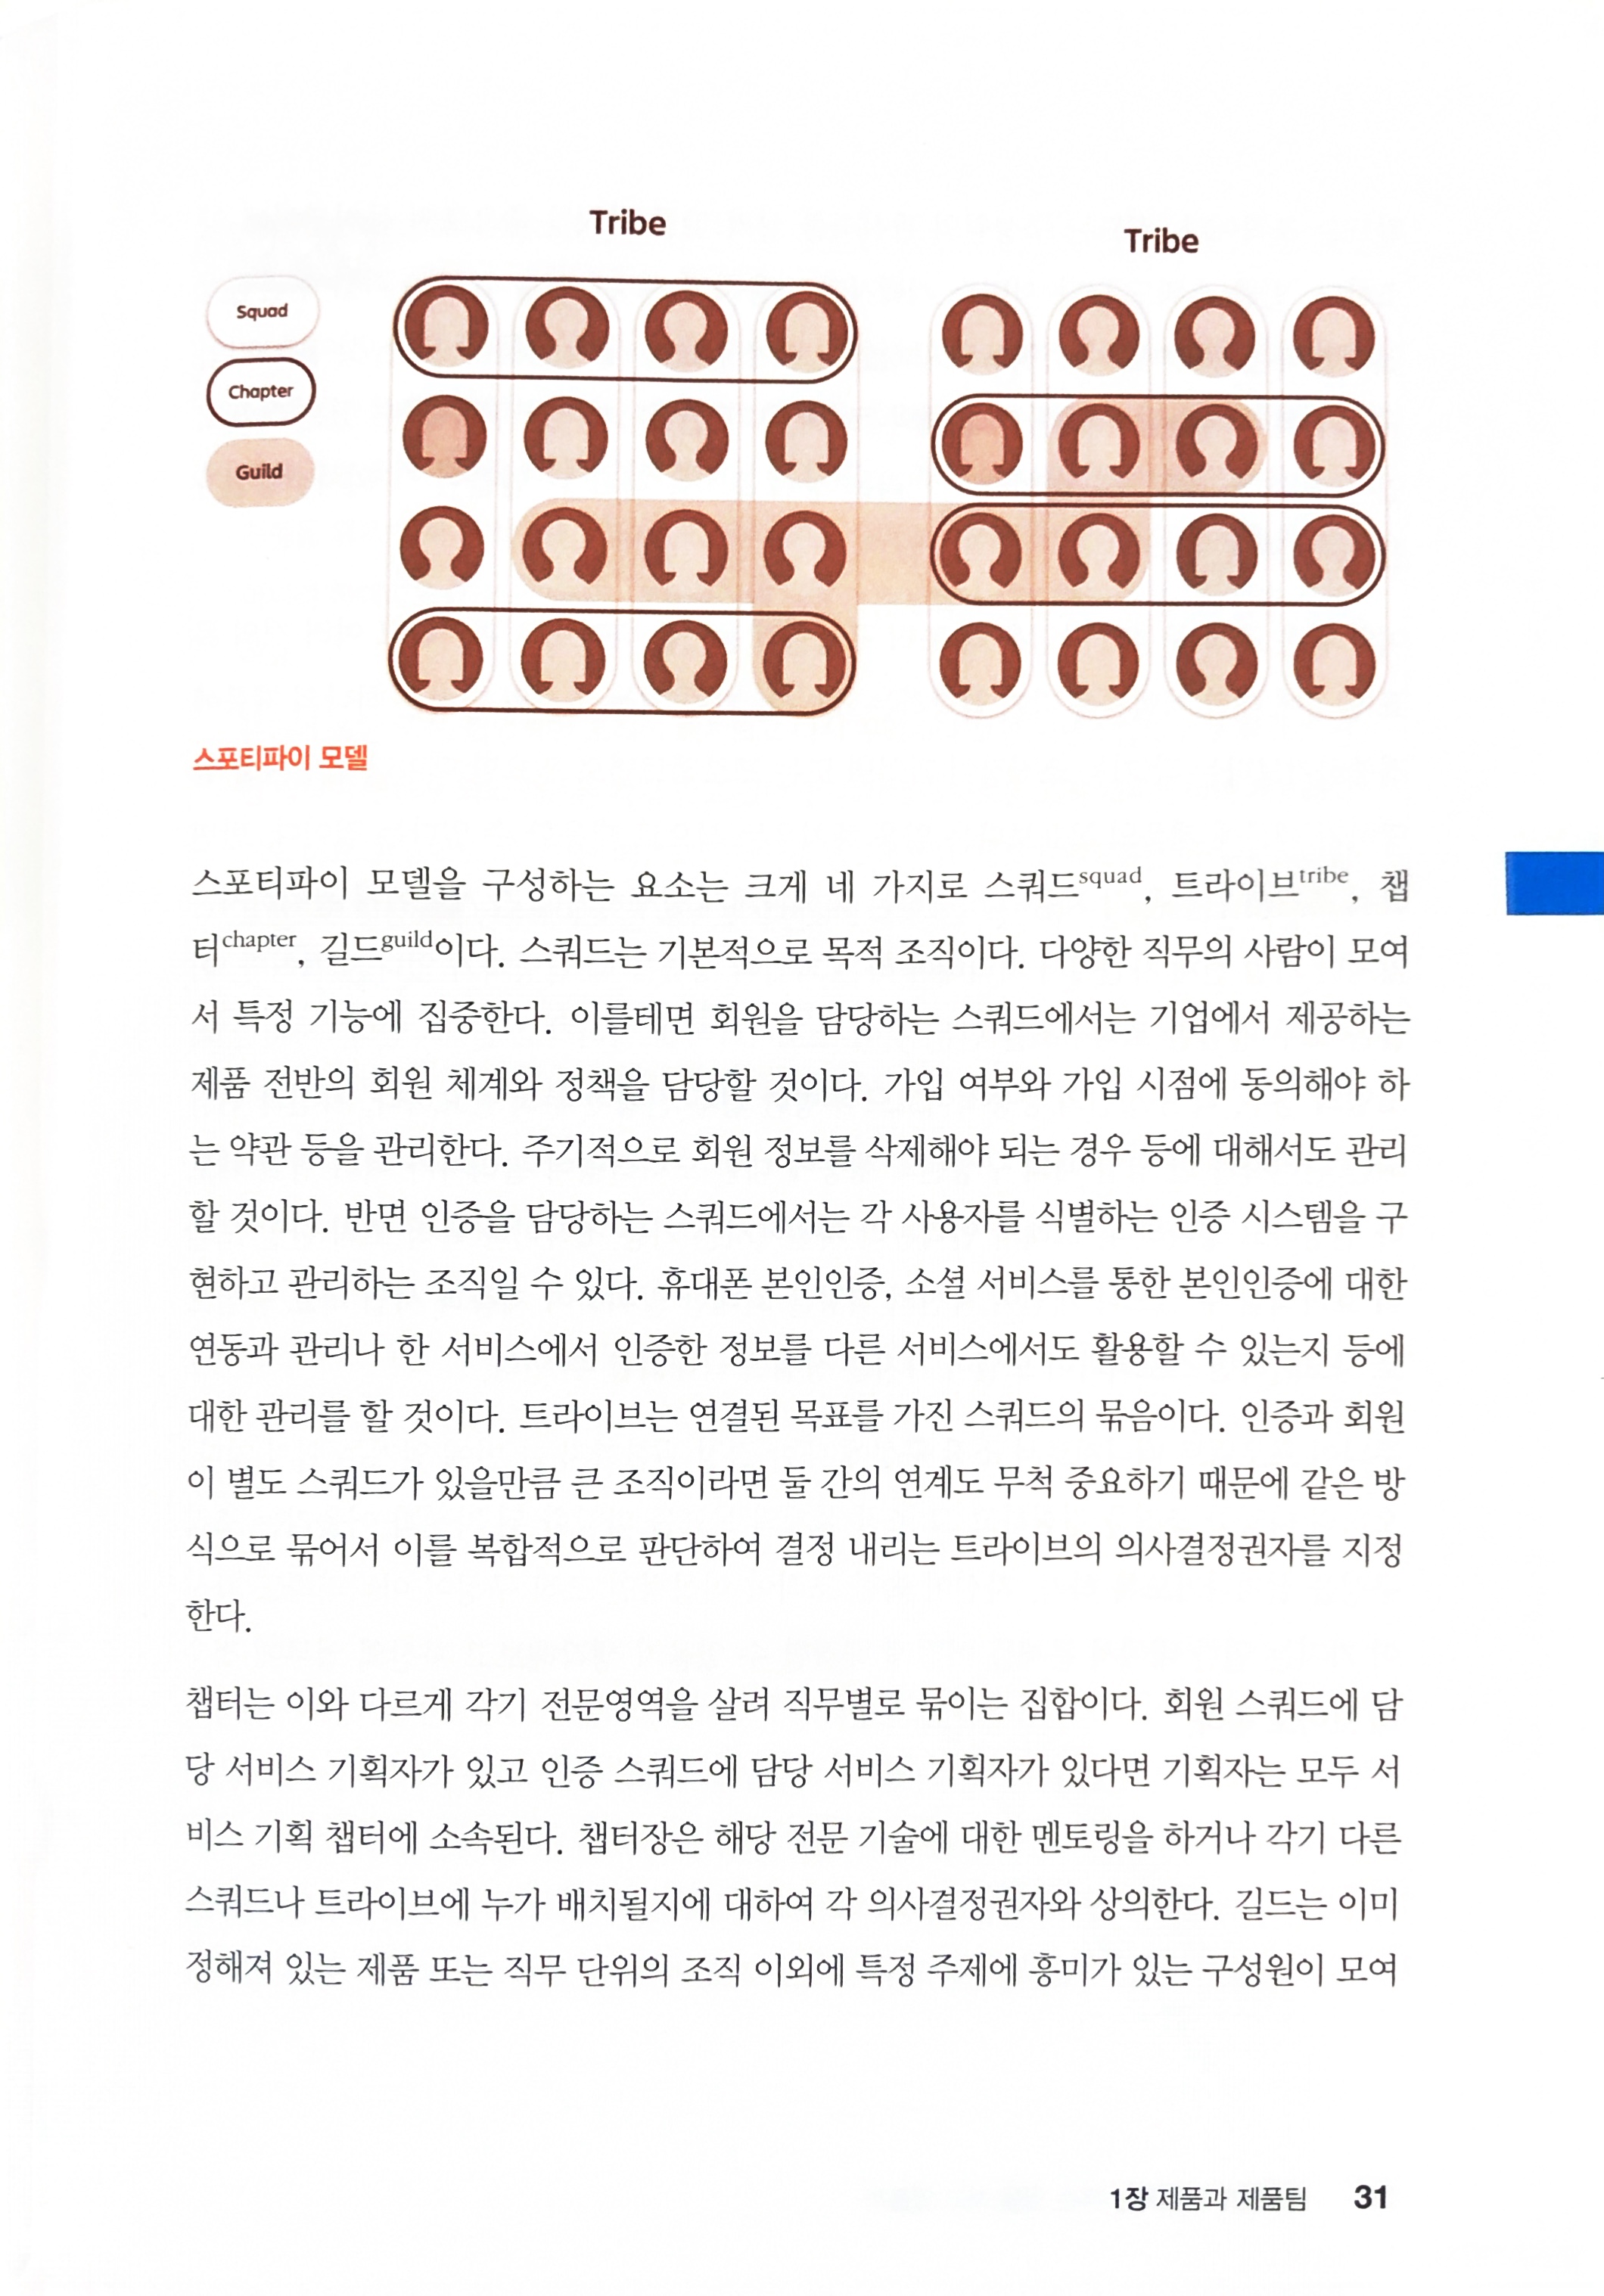 Tribe
Tribe
Squad
Chapter
Guild
스포티파이 모델
스포티파이 모델을 구성하는 요소는 크게 네 가지로 스쿼드squad, 트라이브tribe, 챕
터chapter, 길드guild이다. 스쿼드는 기본적으로 목적 조직이다. 다양한 직무의 사람이 모여
서 특정 기능에 집중한다. 이를테면 회원을 담당하는 스쿼드에서는 기업에서 제공하는
제품 전반의 회원 체계와 정책을 담당할 것이다. 가입 여부와 가입 시점에 동의해야 하
는 약관 등을 관리한다. 주기적으로 회원 정보를 삭제해야 되는 경우 등에 대해서도 관리
할 것이다. 반면 인증을 담당하는 스쿼드에서는 각 사용자를 식별하는 인증 시스템을 구
현하고 관리하는 조직일 수 있다. 휴대폰 본인인증, 소셜 서비스를 통한 본인인증에 대한
연동과 관리나 한 서비스에서 인증한 정보를 다른 서비스에서도 활용할 수 있는지 등에
대한 관리를 할 것이다. 트라이브는 연결된 목표를 가진 스쿼드의 묶음이다. 인증과 회원
이 별도 스쿼드가 있을만큼 큰 조직이라면 둘 간의 연계도 무척 중요하기 때문에 같은 방
식으로 묶어서 이를 복합적으로 판단하여 결정 내리는 트라이브의 의사결정권자를 지정
한다.
챕터는 이와 다르게 각기 전문영역을 살려 직무별로 묶이는 집합이다. 회원 스쿼드에 담
당 서비스 기획자가 있고 인증 스쿼드에 담당 서비스 기획자가 있다면 기획자는 모두 서
비스 기획 챕터에 소속된다. 챕터장은 해당 전문 기술에 대한 멘토링을 하거나 각기 다른
스쿼드나 트라이브에 누가 배치될지에 대하여 각 의사결정권자와 상의한다. 길드는 이미
정해져 있는 제품 또는 직무 단위의 조직 이외에 특정 주제에 흥미가 있는 구성원이 모여
1장 제품과 제품팀 31